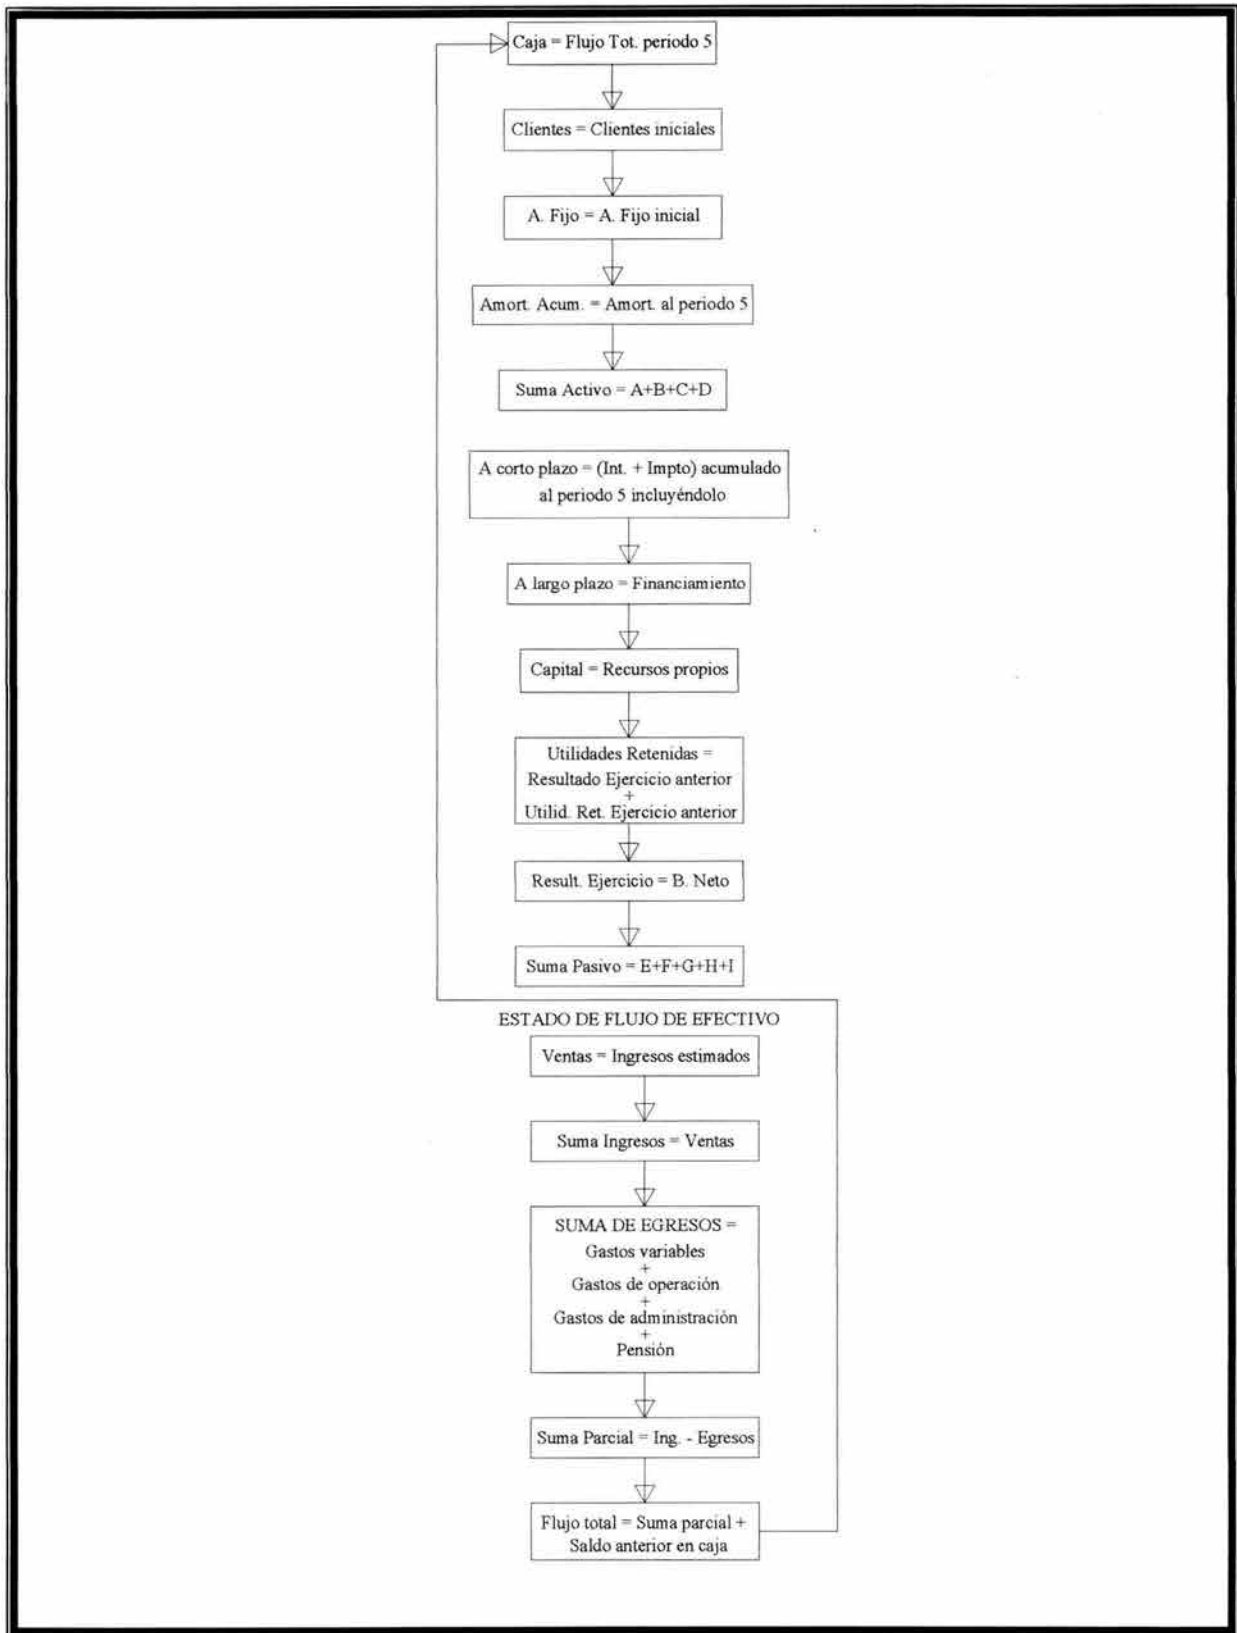 Caja = Flujo Tot. periodo 5
Clientes = Clientes iniciales
A. Fijo = A. Fijo inicial
Amort. Acum. = Amort. al periodo 5
Suma Activo = A+B+C+D
A corto plazo = (Int. + Impto) acumulado
al periodo 5 incluyéndolo
A largo plazo = Financiamiento
Capital = Recursos propios
Utilidades Retenidas =
Resultado Ejercicio anterior
+
Utilid. Ret. Ejercicio anterior
Result. Ejercicio = B. Neto
Suma Pasivo = E+F+G+H+I
ESTADO DE FLUJO DE EFECTIVO
Ventas = Ingresos estimados
Suma Ingresos = Ventas
SUMA DE EGRESOS =
Gastos variables
+
Gastos de operación
+
Gastos de administración
+
Pensión
Suma Parcial = Ing. - Egresos
Flujo total = Suma parcial +
Saldo anterior en caja